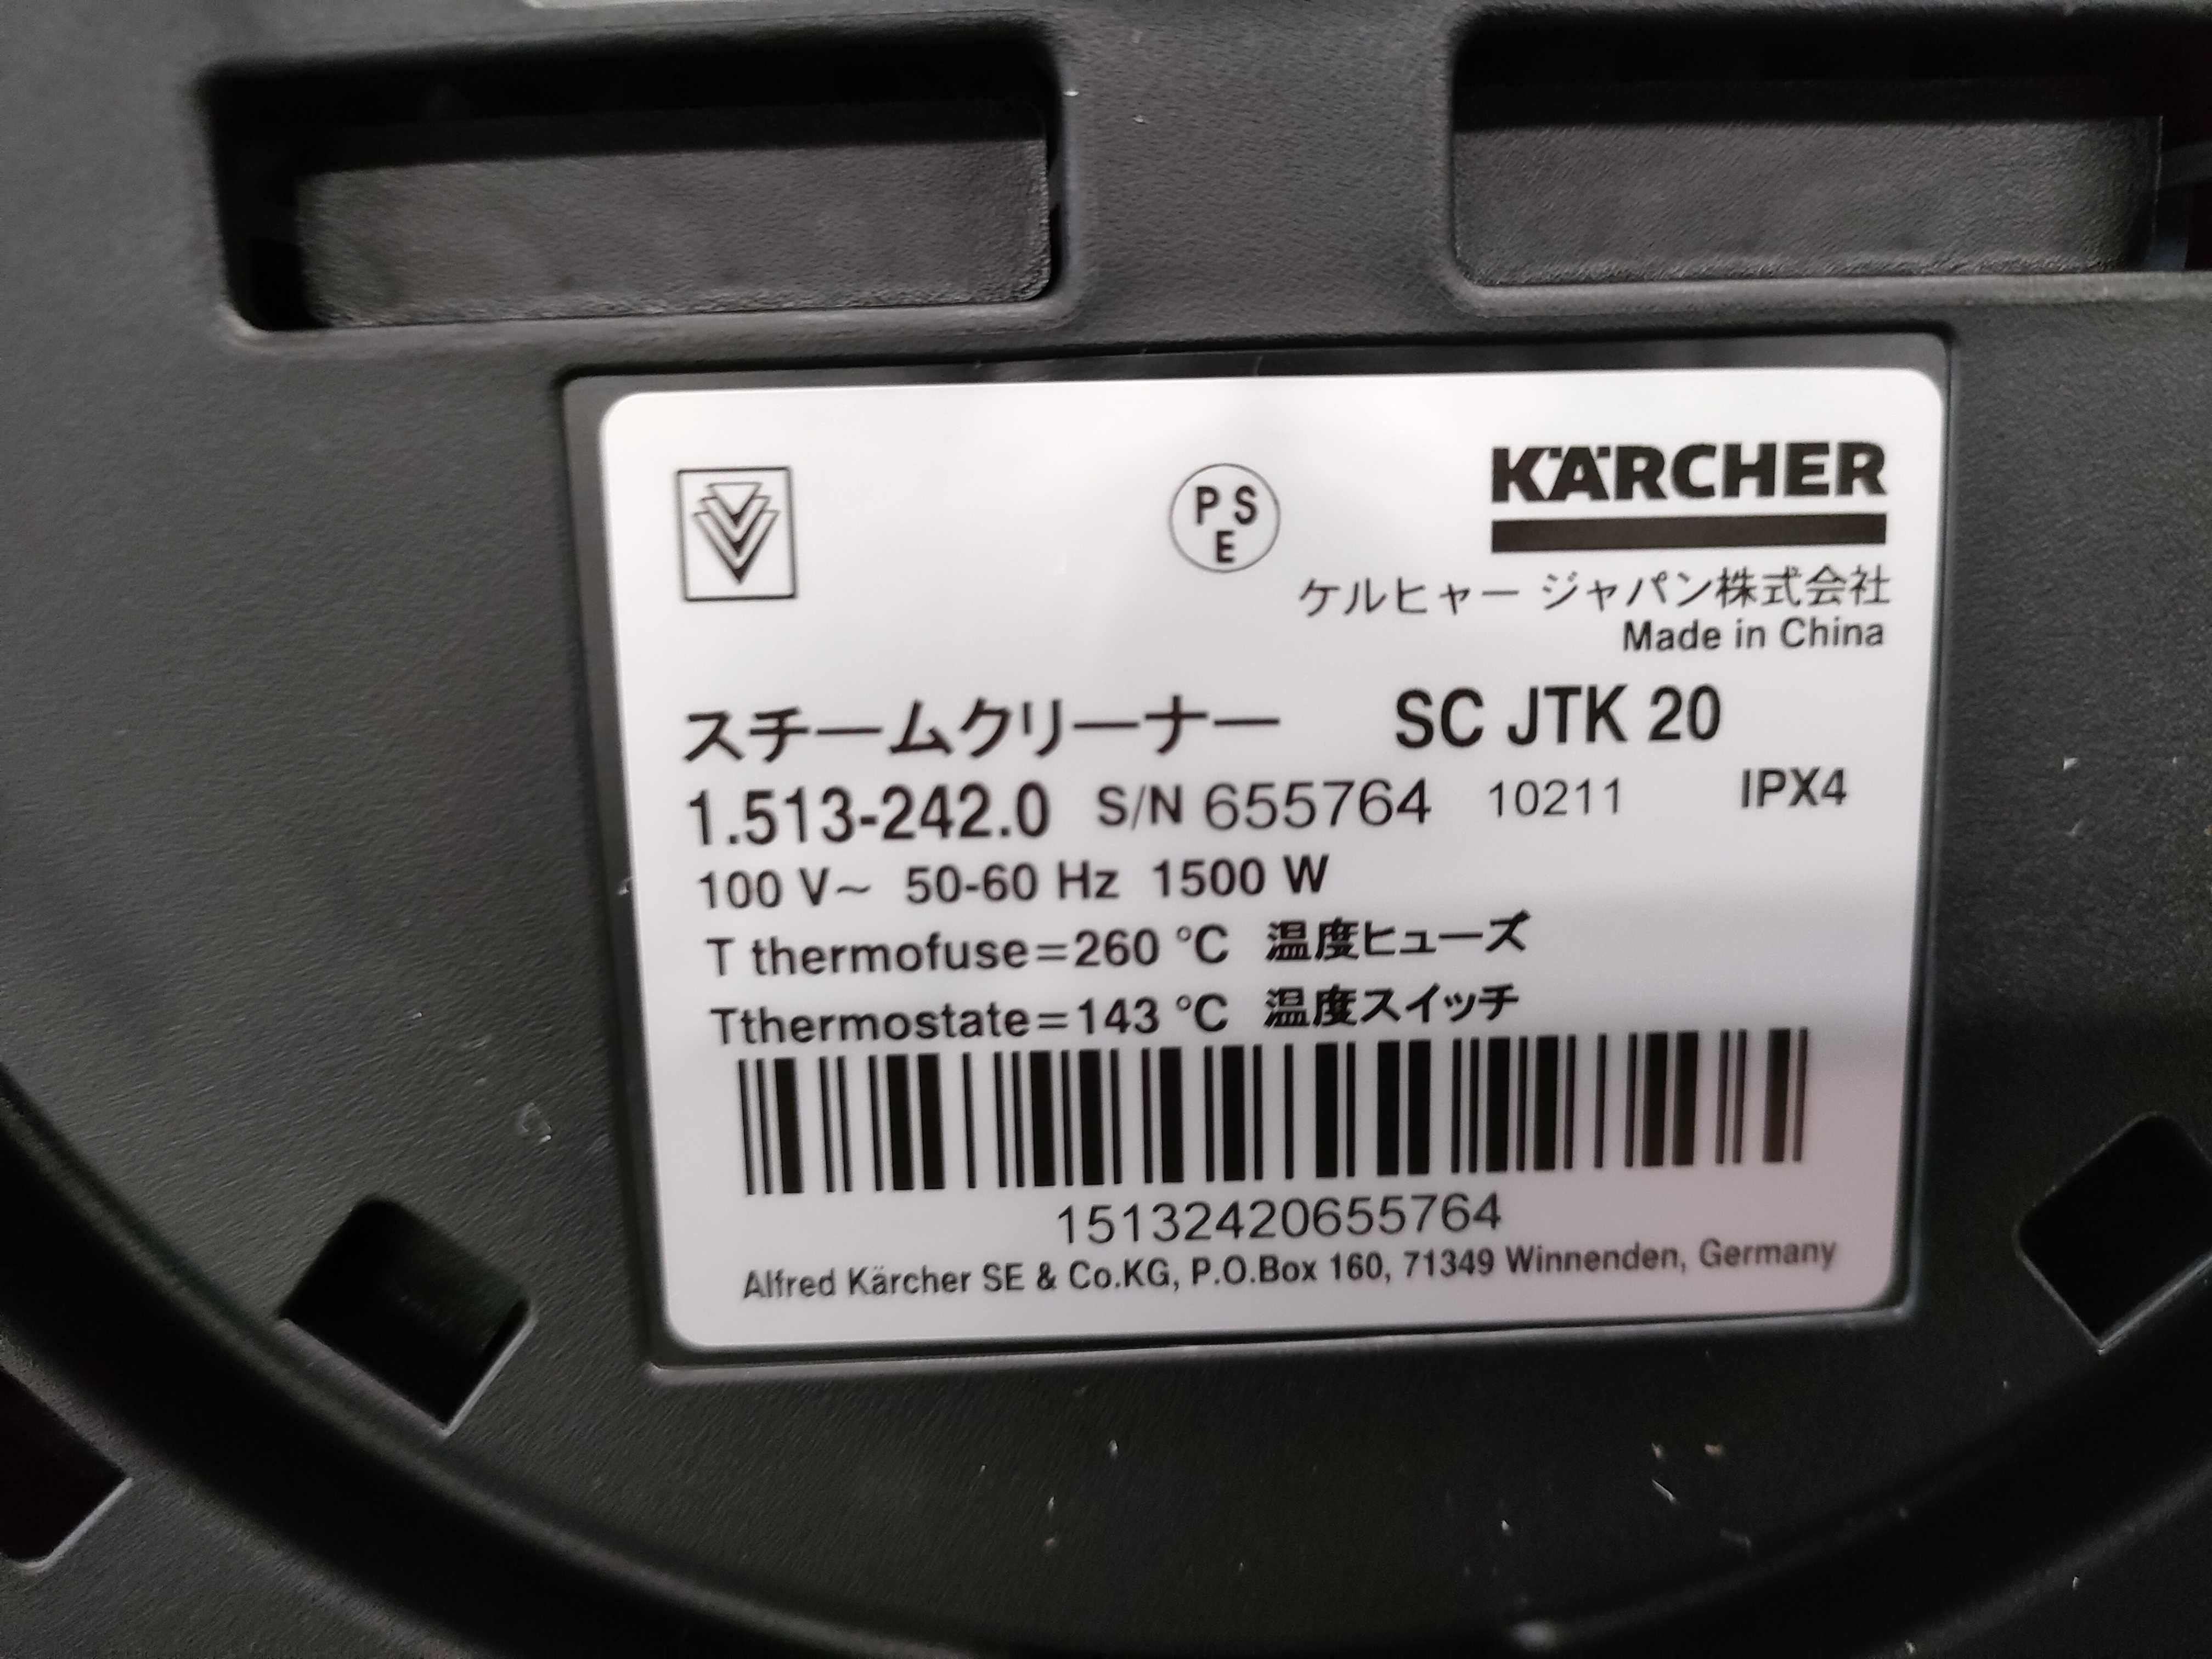 KÄRCHER
P S
E
ケルヒャー ジャパン株式会社
Made in China
スチームクリーナー SC JTK 20
1.513-242.0 S/N 655764 10211 IPX4
100 V~ 50-60 Hz 1500 W
T thermofuse=260 °C 温度ヒューズ
Tthermostate=143 °C 温度スイッチ
15132420655764
Alfred Kärcher SE & Co.KG, P.O.Box 160, 71349 Winnenden, Germany